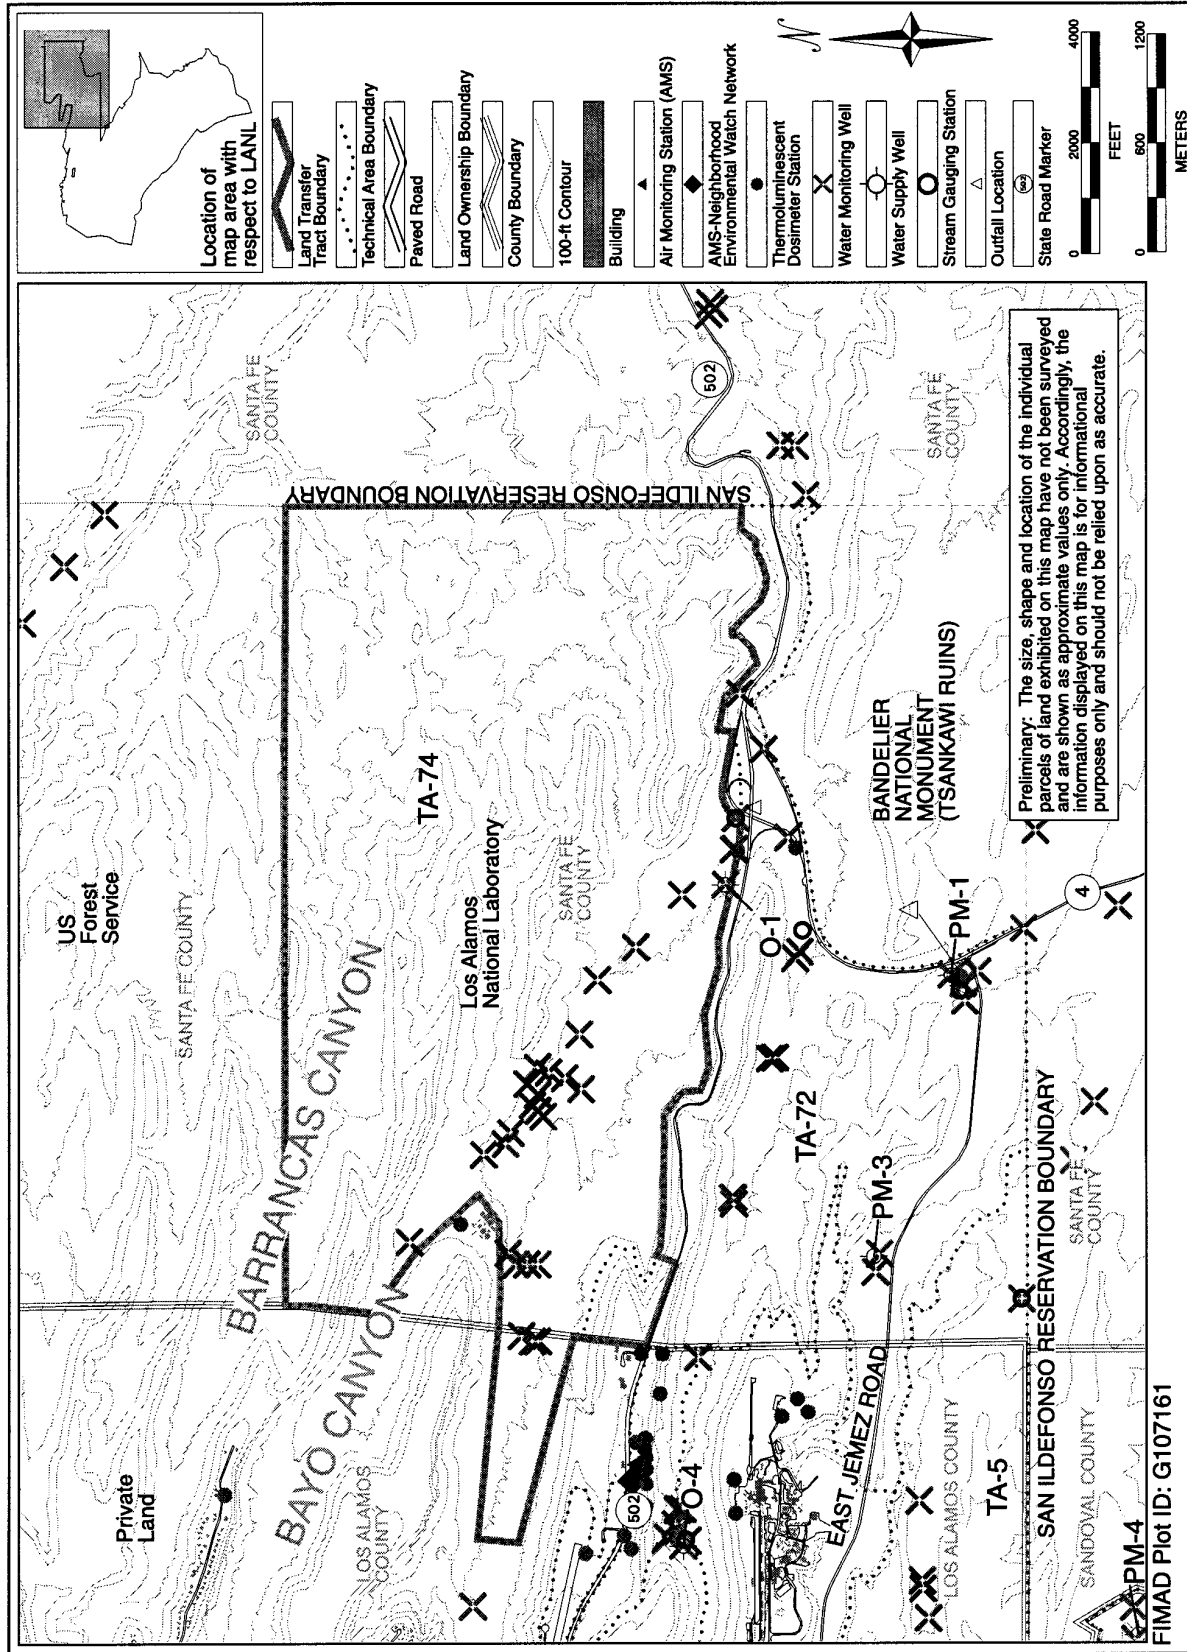 Location of
map area with
respect to LANL
Land Transfer
Tract Boundary
Technical Area Boundary
Paved Road
Land Ownership Boundary
County Boundary
100-ft Contour
Building
Air Monitoring Station (AMS)
AMS-Neighborhood
Environmental Watch Network
Thermoluminescent
Dosimeter Station
Water Monitoring Well
Water Supply Well
Stream Gauging Station
Outfall Location
502
State Road Marker
N
0 2000 4000
FEET
0 600 1200
METERS
Private
Land
US
Forest
Service
SANTA FE COUNTY
SANTA FE
COUNTY
BARRANCAS CANYON
BAYO CANYON
LOS ALAMOS
COUNTY
TA-74
Los Alamos
National Laboratory
SANTA FE
COUNTY
SAN ILDEFONSO RESERVATION BOUNDARY
502
502
O-4
O-1
TA-72
PM-3
PM-1
EAST JEMEZ ROAD
BANDELIER
NATIONAL
MONUMENT
(TSANKAWI RUINS)
SANTA FE
COUNTY
LOS ALAMOS COUNTY
TA-5
SAN ILDEFONSO RESERVATION BOUNDARY
4
SANDOVAL COUNTY
SANTA FE
COUNTY
PM-4
Preliminary: The size, shape and location of the individual
parcels of land exhibited on this map have not been surveyed
and are shown as approximate values only. Accordingly, the
information displayed on this map is for informational
purposes only and should not be relied upon as accurate.
FIMAD Plot ID: G107161